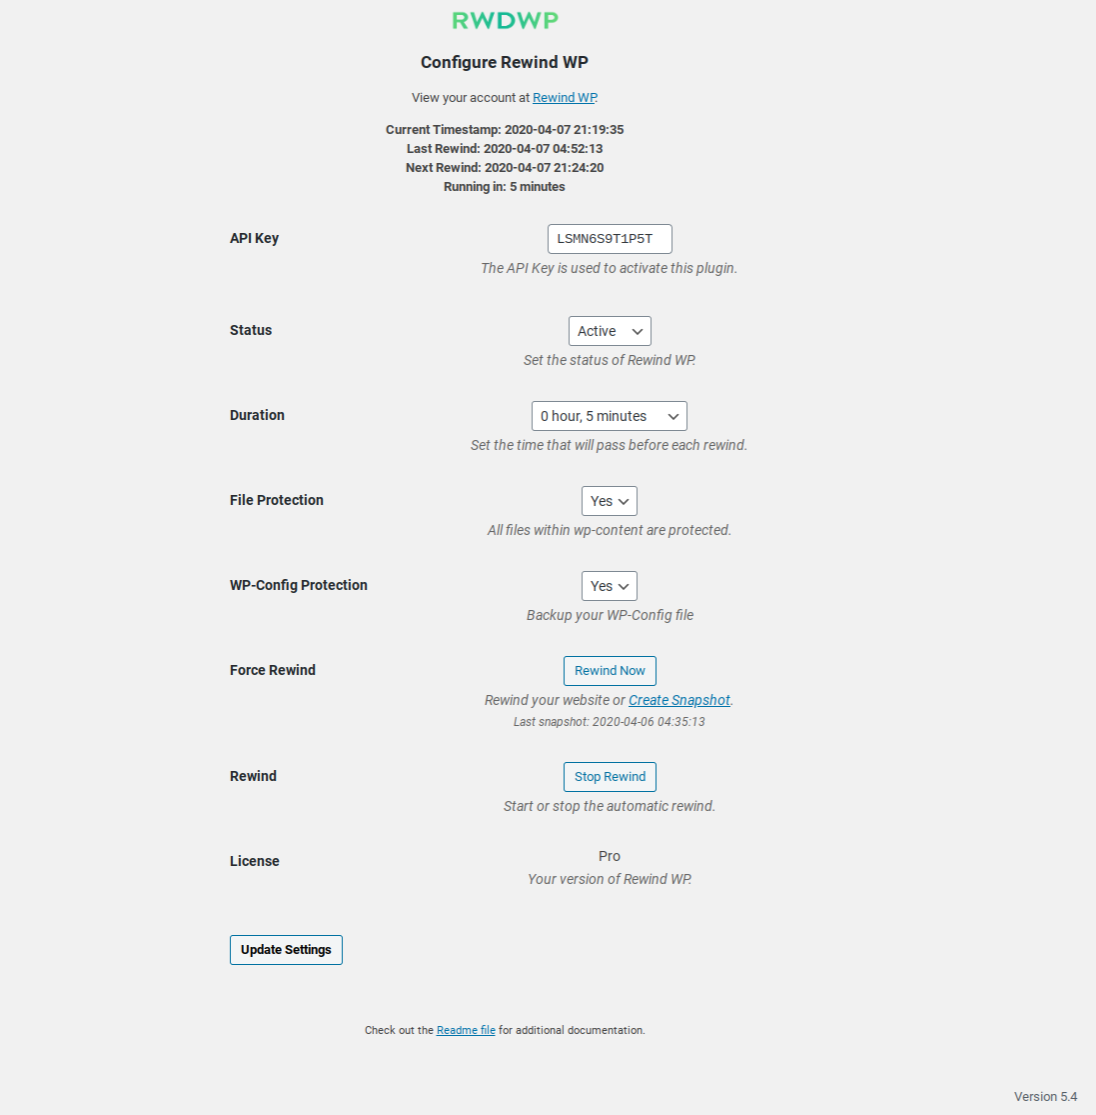 RWDWP
Configure Rewind WP
View your account at Rewind WP.
Current Timestamp: 2020-04-07 21:19:35
Last Rewind: 2020-04-07 04:52:13
Next Rewind: 2020-04-07 21:24:20
Running in: 5 minutes
API Key
LSMN6S9T1P5T
The API Key is used to activate this plugin.
Status
Active
Set the status of Rewind WP.
Duration
0 hour, 5 minutes
Set the time that will pass before each rewind.
File Protection
Yes
All files within wp-content are protected.
WP-Config Protection
Yes
Backup your WP-Config file
Force Rewind
Rewind Now
Rewind your website or Create Snapshot.
Last snapshot: 2020-04-06 04:35:13
Rewind
Stop Rewind
Start or stop the automatic rewind.
License
Pro
Your version of Rewind WP.
Update Settings
Check out the Readme file for additional documentation.
Version 5.4